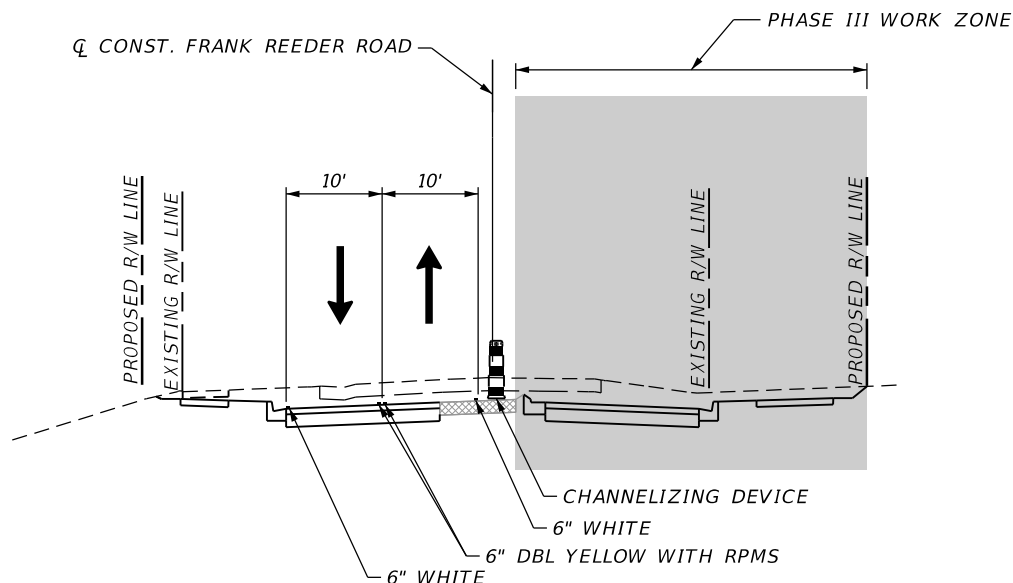 PHASE III WORK ZONE
℄ CONST. FRANK REEDER ROAD
10' 10'
PROPOSED R/W LINE
EXISTING R/W LINE
EXISTING R/W LINE
PROPOSED R/W LINE
CHANNELIZING DEVICE
6" WHITE
6" DBL YELLOW WITH RPMS
6" WHITE